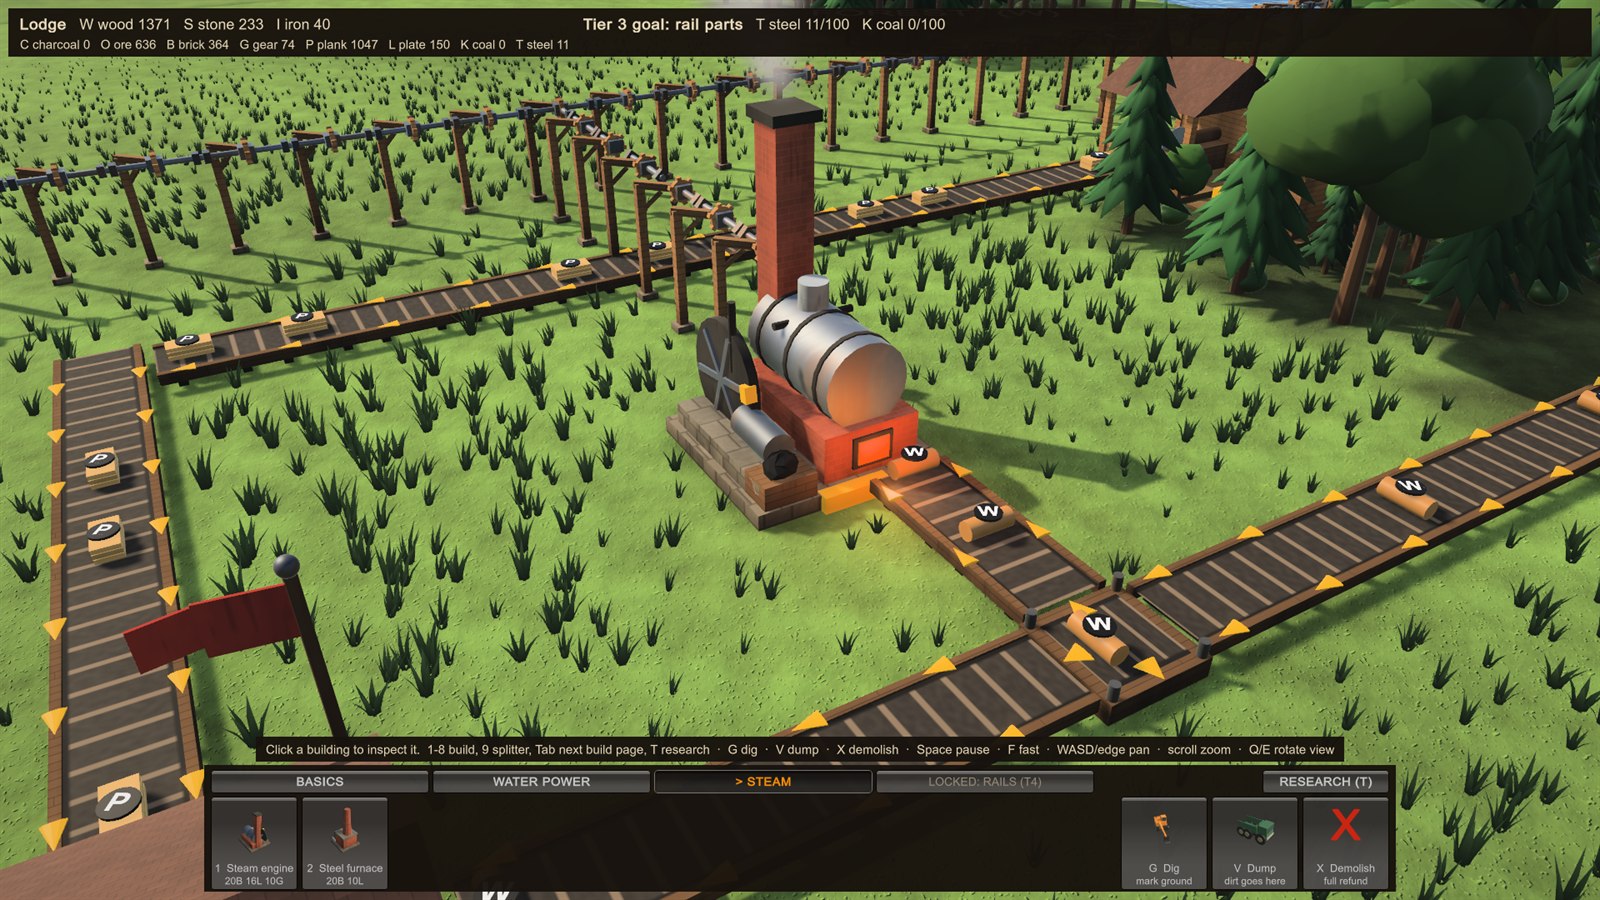 Lodge W wood 1371 S stone 233 I iron 40
Tier 3 goal: rail parts T steel 11/100 K coal 0/100
C charcoal 0 O ore 636 B brick 364 G gear 74 P plank 1047 L plate 150 K coal 0 T steel 11
P
P
P
P
P
P
W
W
W
P
P
W
P
W
Click a building to inspect it. 1-8 build, 9 splitter, Tab next build page, T research · G dig · V dump · X demolish · Space pause · F fast · WASD/edge pan · scroll zoom · Q/E rotate view
BASICS
WATER POWER
> STEAM
LOCKED: RAILS (T4)
RESEARCH (T)
1 Steam engine
20B 16L 10G
2 Steel furnace
20B 10L
G Dig
mark ground
V Dump
dirt goes here
X Demolish
full refund